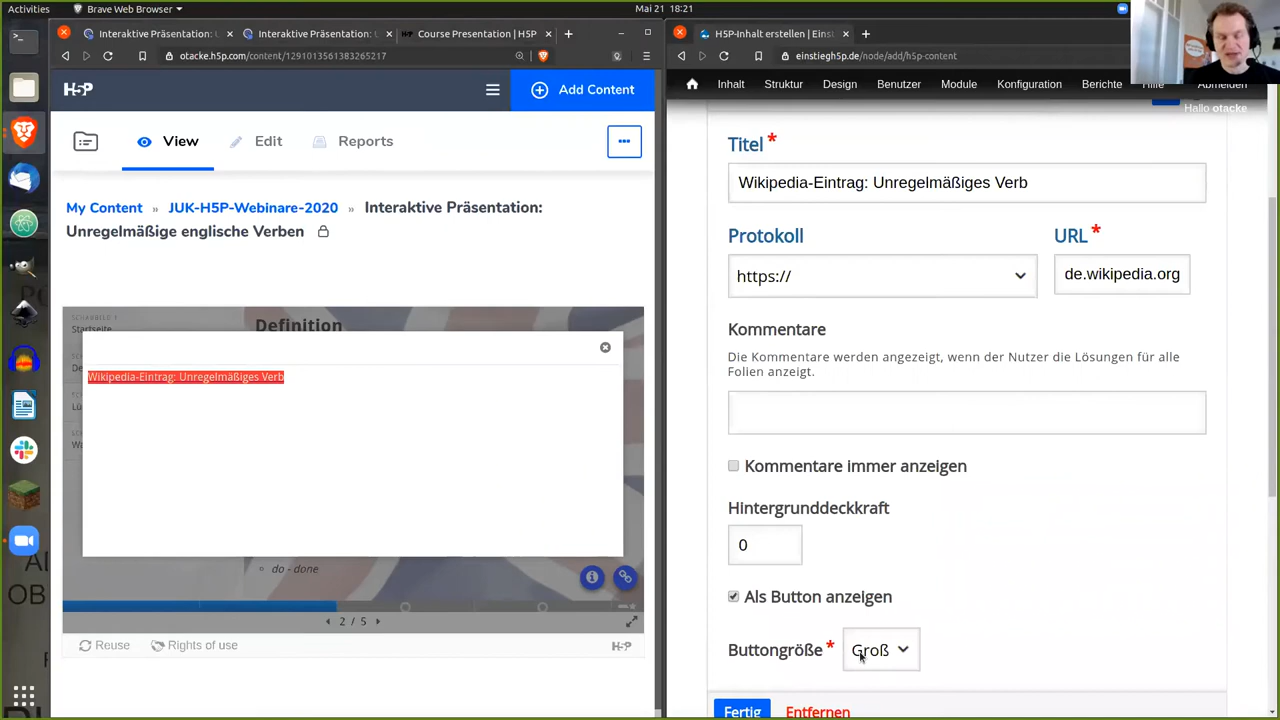 Activities
Brave Web Browser
Mai 21 18:21
Interaktive Präsentation: U
Interaktive Präsentation: U
Course Presentation | H5P
otacke.h5p.com/content/1291013561383265217
H5P
Add Content
View
Edit
Reports
My Content » JUK-H5P-Webinare-2020 » Interaktive Präsentation:
Unregelmäßige englische Verben
Startseite
Definition
Wikipedia-Eintrag: Unregelmäßiges Verb
do - done
2 / 5
Reuse
Rights of use
H5P
H5P-Inhalt erstellen | Einst
einstiegh5p.de/node/add/h5p-content
Inhalt
Struktur
Design
Benutzer
Module
Konfiguration
Berichte
Hilfe
Abmelden
Hallo otacke
Titel *
Wikipedia-Eintrag: Unregelmäßiges Verb
Protokoll
URL *
https://
de.wikipedia.org
Kommentare
Die Kommentare werden angezeigt, wenn der Nutzer die Lösungen für alle
Folien anzeigt.
Kommentare immer anzeigen
Hintergrunddeckkraft
0
Als Button anzeigen
Buttongröße *
Groß
Fertig
Entfernen